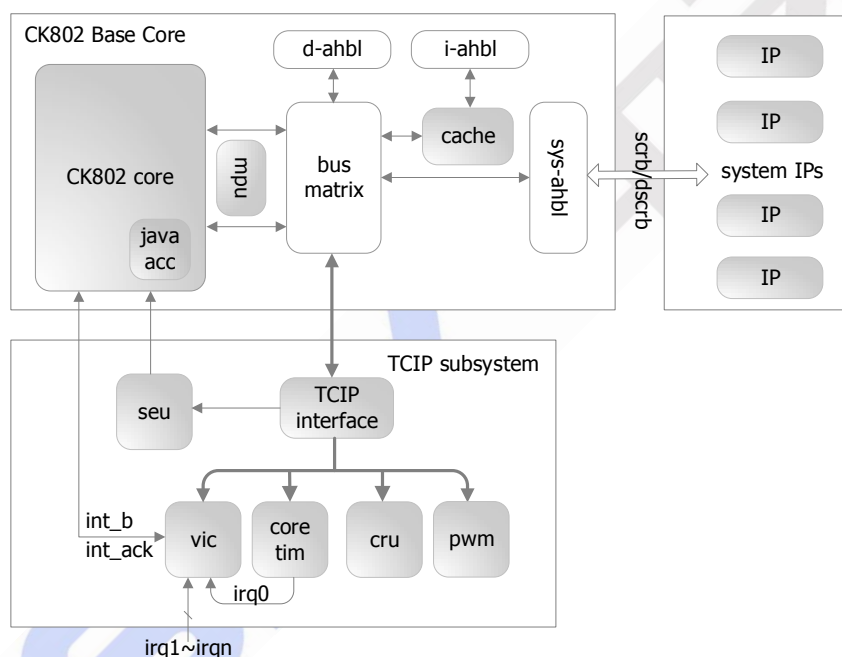 CK802 Base Core
d-ahbl
i-ahbl
IP
IP
CK802 core
mpu
bus
matrix
cache
sys-ahbl
scrb/dscrb
system IPs
java
acc
IP
IP
TCIP subsystem
seu
TCIP
interface
int_b
int_ack
vic
core
tim
cru
pwm
irq0
irq1~irqn